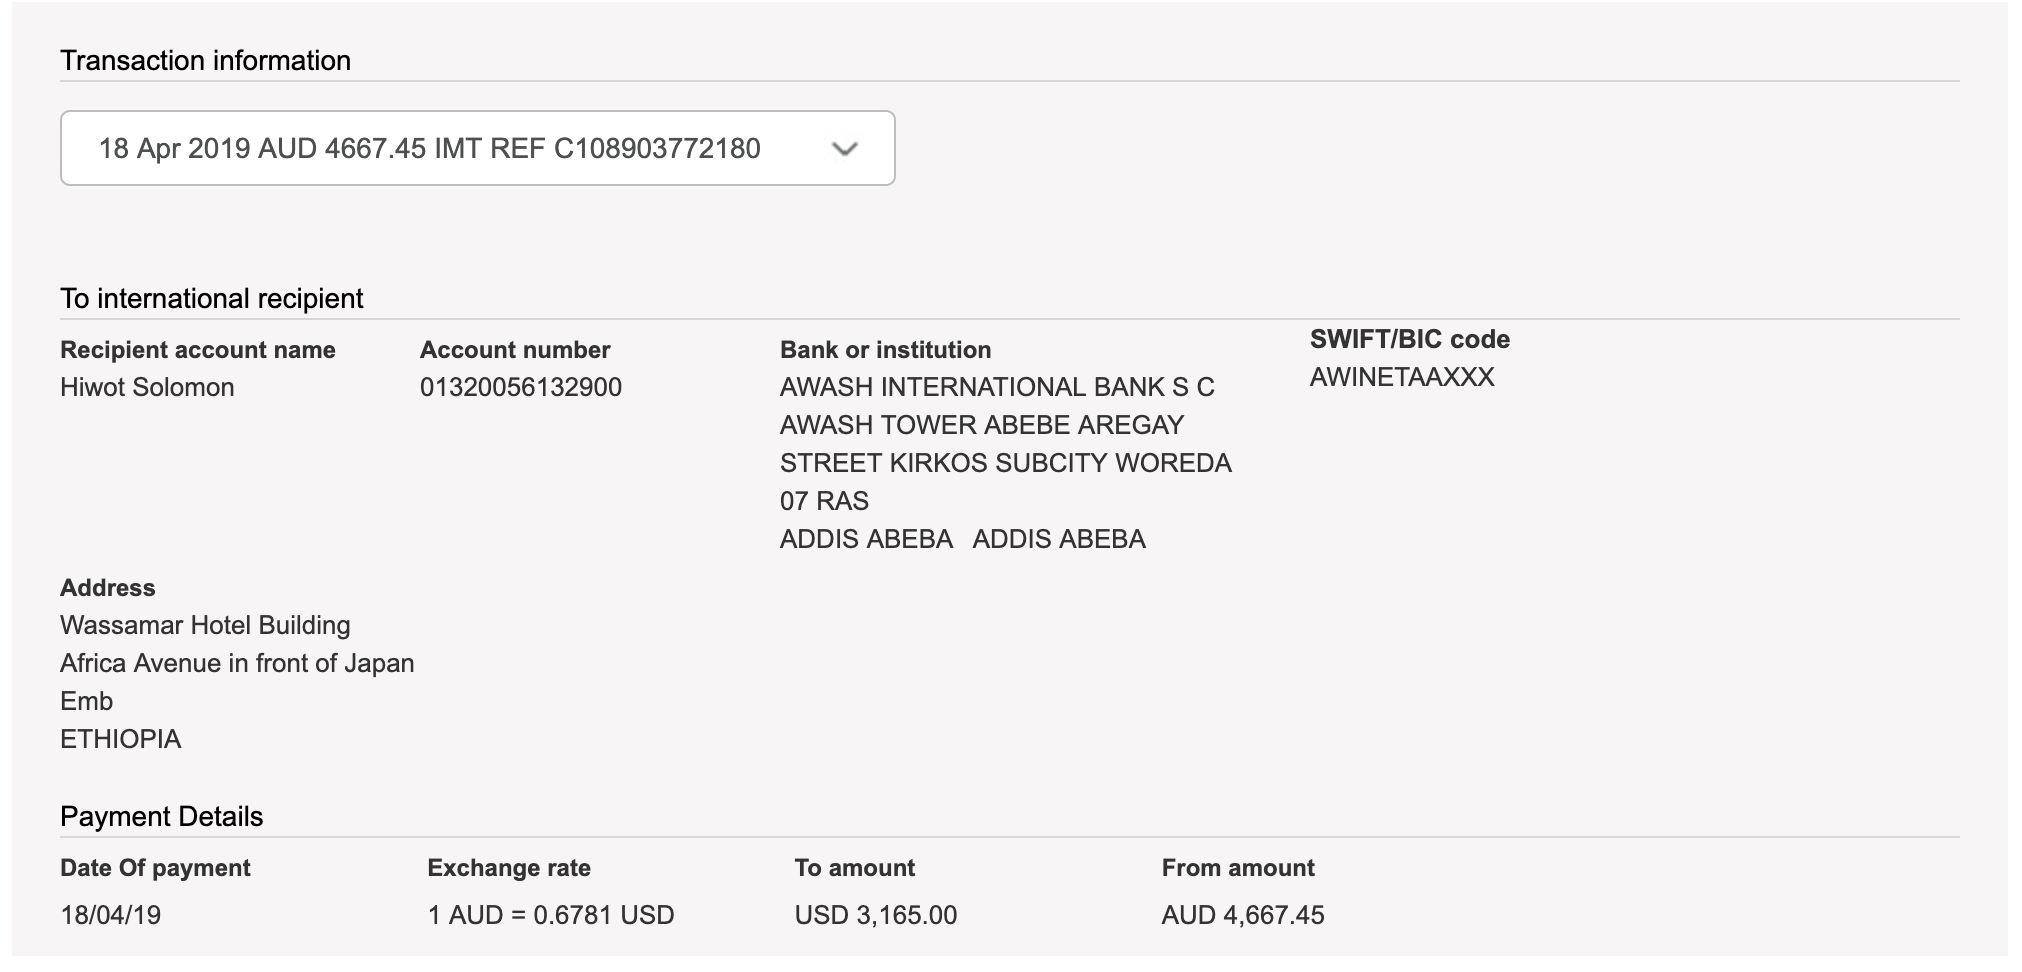 Transaction information
18 Apr 2019 AUD 4667.45 IMT REF C108903772180
To international recipient
Recipient account name
Hiwot Solomon
Account number
01320056132900
Bank or institution
AWASH INTERNATIONAL BANK S C
AWASH TOWER ABEBE AREGAY
STREET KIRKOS SUBCITY WOREDA
07 RAS
ADDIS ABEBA ADDIS ABEBA
SWIFT/BIC code
AWINETAAXXX
Address
Wassamar Hotel Building
Africa Avenue in front of Japan
Emb
ETHIOPIA
Payment Details
Date Of payment
18/04/19
Exchange rate
1 AUD = 0.6781 USD
To amount
USD 3,165.00
From amount
AUD 4,667.45